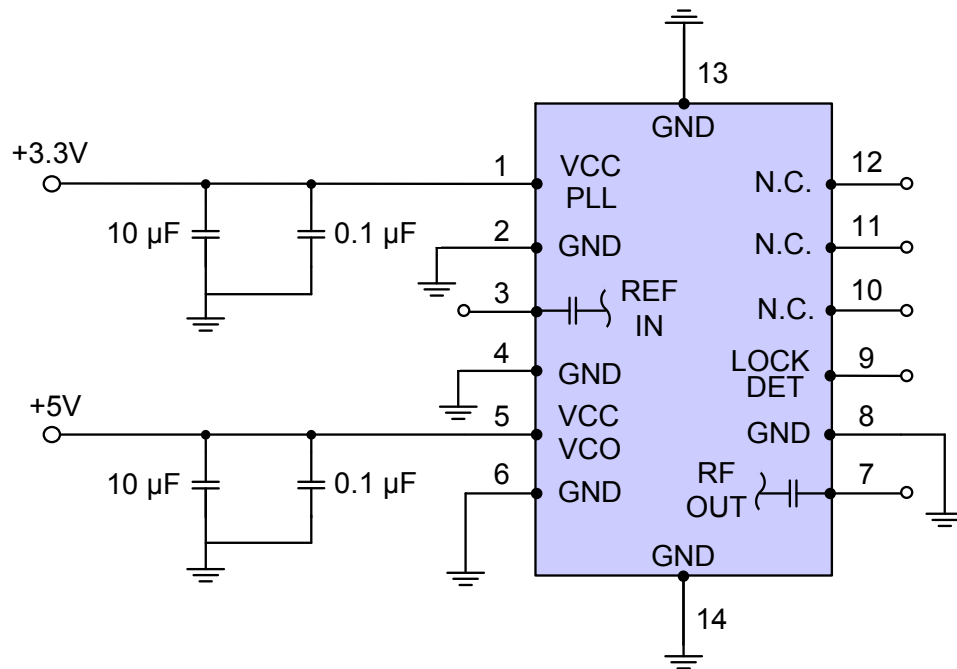 13
GND
+3.3V
1
VCC
PLL
10 µF
0.1 µF
2
GND
3
REF
IN
4
GND
+5V
5
VCC
VCO
10 µF
0.1 µF
6
GND
12
N.C.
11
N.C.
10
N.C.
9
LOCK
DET
8
GND
7
RF
OUT
GND
14